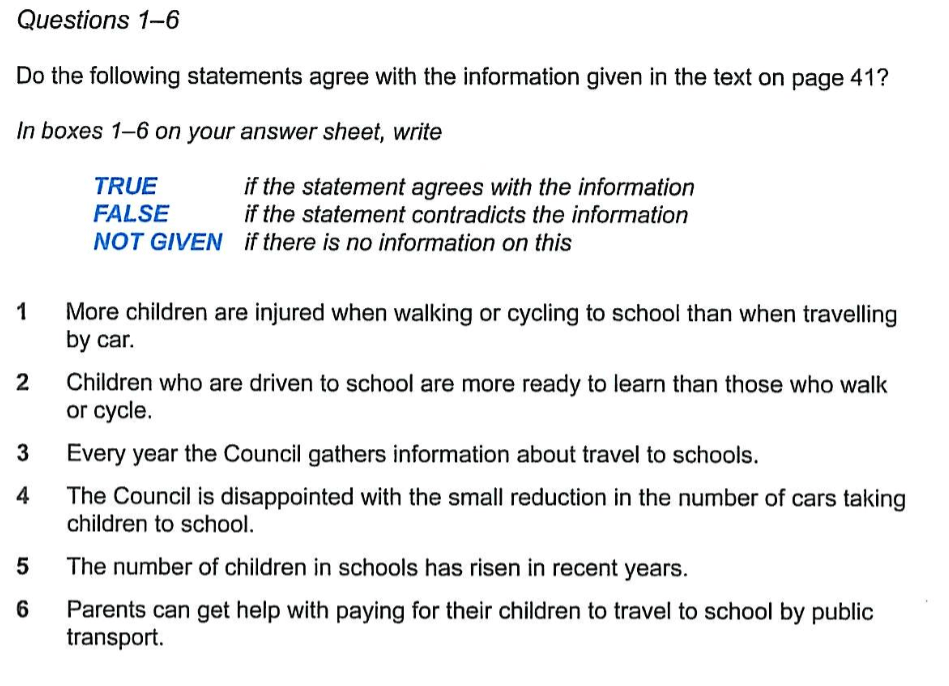 Questions 1–6
Do the following statements agree with the information given in the text on page 41?
In boxes 1–6 on your answer sheet, write
TRUE if the statement agrees with the information
FALSE if the statement contradicts the information
NOT GIVEN if there is no information on this
1 More children are injured when walking or cycling to school than when travelling
by car.
2 Children who are driven to school are more ready to learn than those who walk
or cycle.
3 Every year the Council gathers information about travel to schools.
4 The Council is disappointed with the small reduction in the number of cars taking
children to school.
5 The number of children in schools has risen in recent years.
6 Parents can get help with paying for their children to travel to school by public
transport.